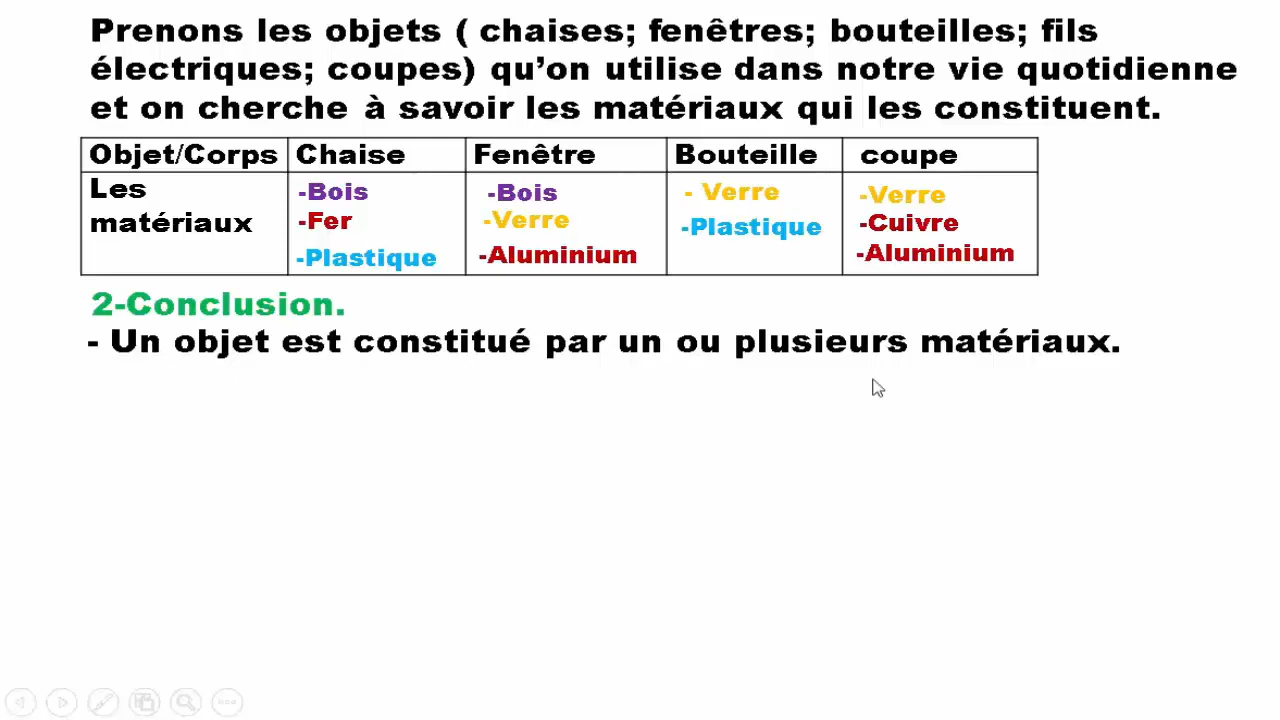 Prenons les objets ( chaises; fenêtres; bouteilles; fils
électriques; coupes) qu’on utilise dans notre vie quotidienne
et on cherche à savoir les matériaux qui les constituent.
Objet/Corps Chaise Fenêtre Bouteille coupe
Les matériaux
-Bois
-Fer
-Plastique
-Bois
-Verre
-Aluminium
- Verre
-Plastique
-Verre
-Cuivre
-Aluminium
2-Conclusion.
- Un objet est constitué par un ou plusieurs matériaux.